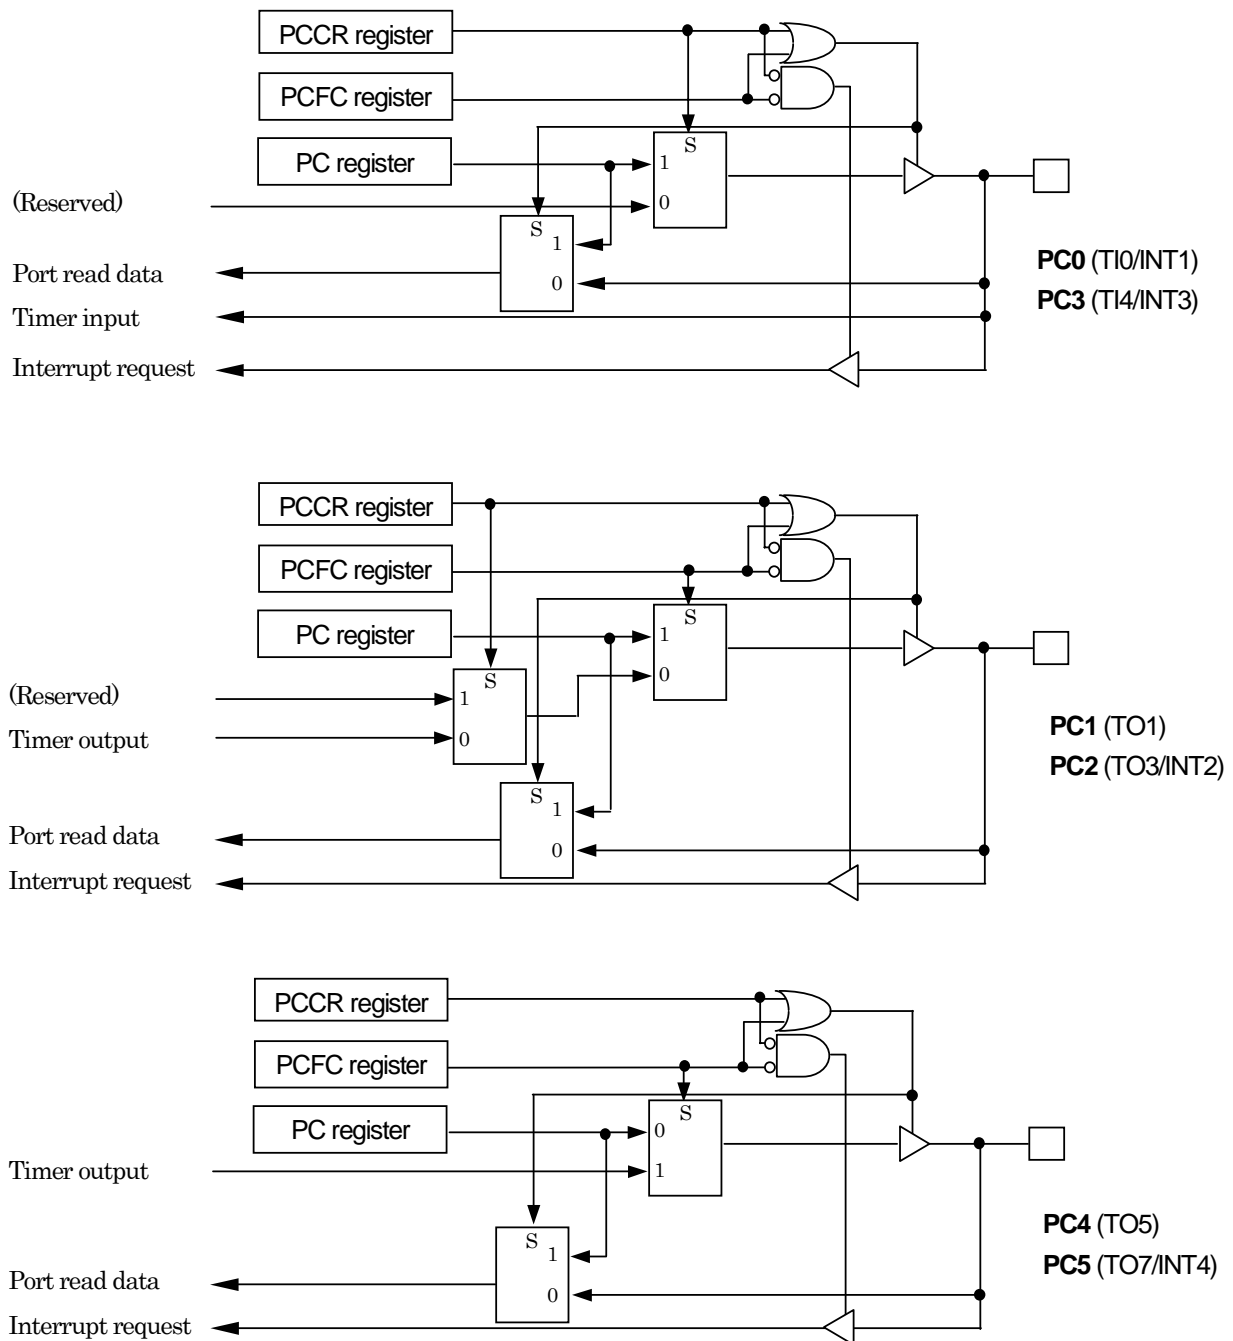 PCCR register
PCFC register
S
PC register
1
(Reserved)
0
S
1
Port read data
0
PC0 (TI0/INT1)
PC3 (TI4/INT3)
Timer input
Interrupt request
PCCR register
PCFC register
S
PC register
1
0
(Reserved)
S
1
Timer output
0
PC1 (TO1)
PC2 (TO3/INT2)
S
1
Port read data
0
Interrupt request
PCCR register
PCFC register
S
PC register
0
Timer output
1
S
1
PC4 (TO5)
PC5 (TO7/INT4)
Port read data
0
Interrupt request